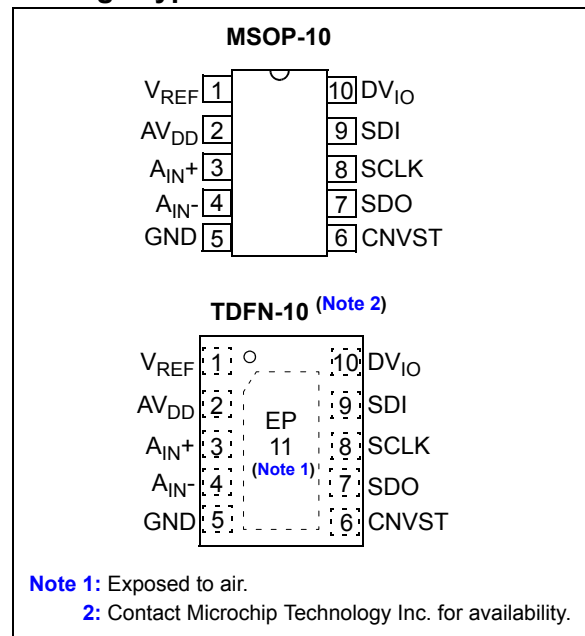 MSOP-10
VREF 1 10 DVIO
AVDD 2 9 SDI
AIN+ 3 8 SCLK
AIN- 4 7 SDO
GND 5 6 CNVST
TDFN-10 (Note 2)
VREF 1 10 DVIO
AVDD 2 9 SDI
EP
AIN+ 3 11 8 SCLK
(Note 1)
AIN- 4 7 SDO
GND 5 6 CNVST
Note 1: Exposed to air.
2: Contact Microchip Technology Inc. for availability.